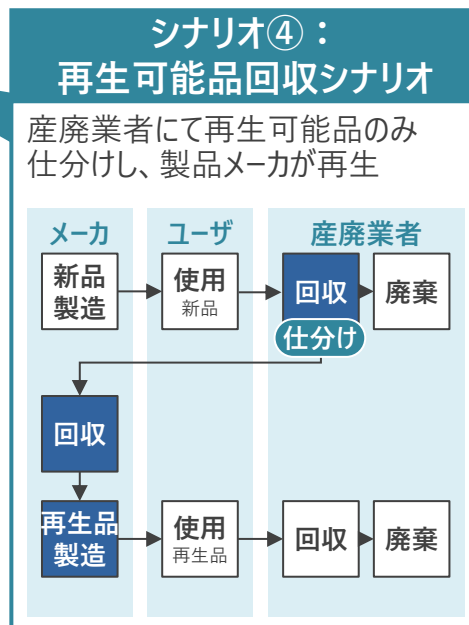 シナリオ④：
再生可能品回収シナリオ
産廃業者にて再生可能品のみ
仕分けし、製品メーカが再生
メーカ
ユーザ
産廃業者
新品
製造
使用
新品
回収
仕分け
廃棄
回収
再生品
製造
使用
再生品
回収
廃棄